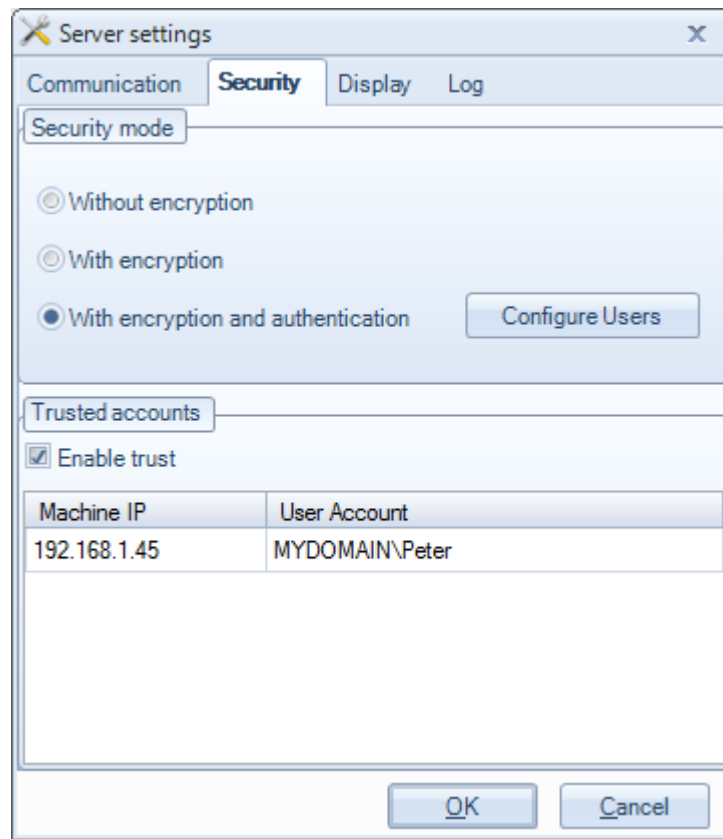 Server settings
Communication Security Display Log
Security mode
Without encryption
With encryption
With encryption and authentication Configure Users
Trusted accounts
Enable trust
Machine IP User Account
192.168.1.45 MYDOMAIN\Peter
OK Cancel